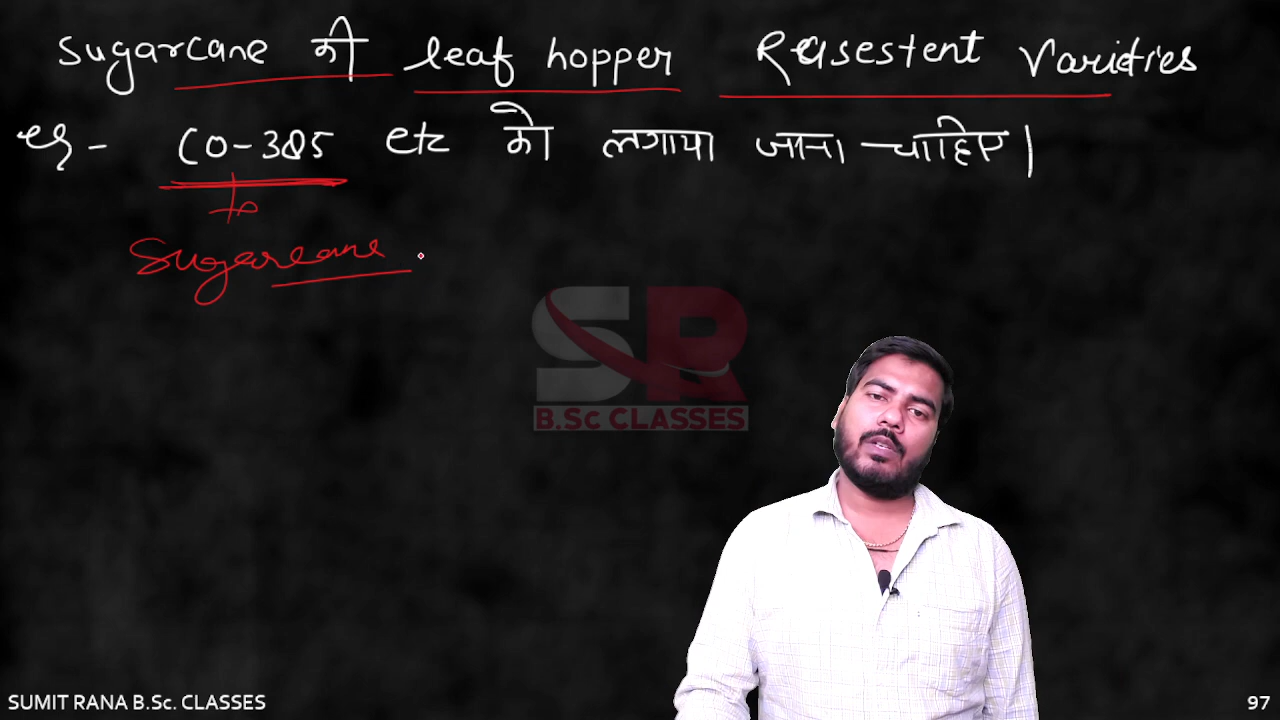 Sugarcane की leaf hopper Resestent Varieties
eg - CO-385 etc को लगाया जाना चाहिए।
Sugarcane
SR
B.Sc CLASSES
SUMIT RANA B.Sc. CLASSES
97